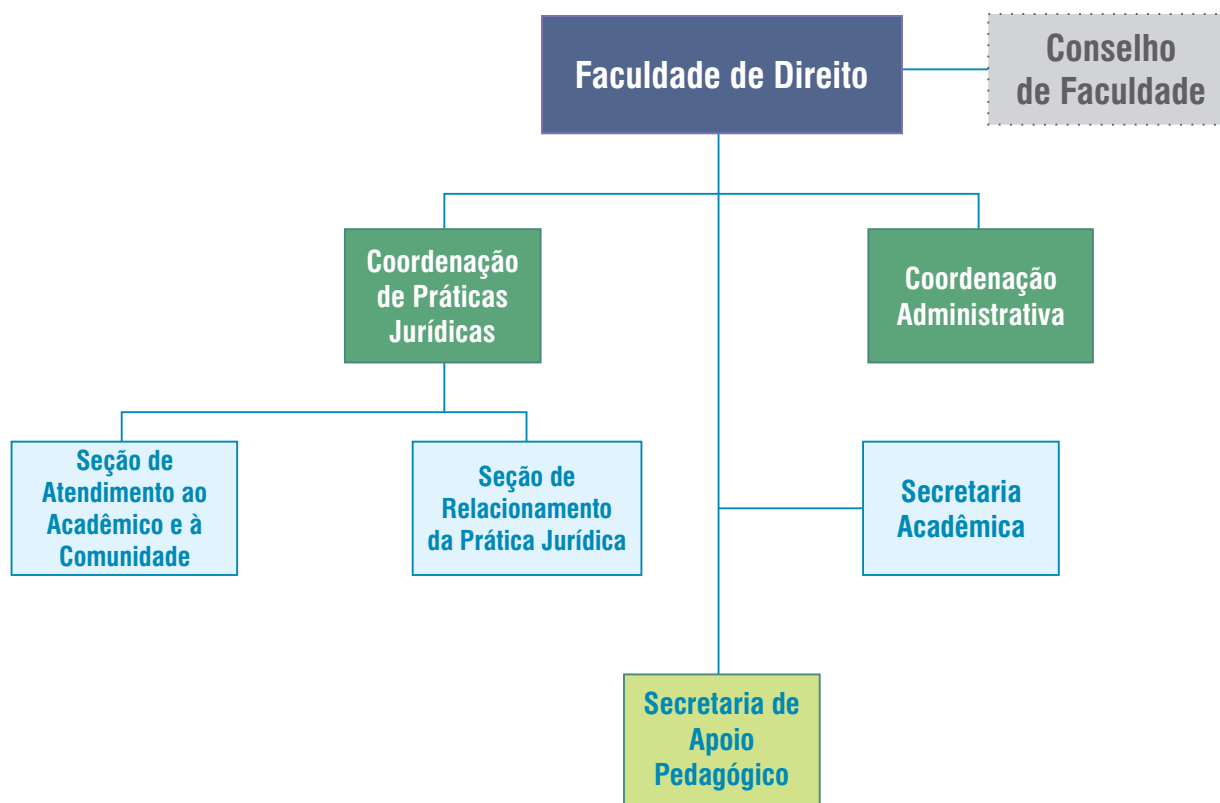 Faculdade de Direito
Conselho
de Faculdade
Coordenação
de Práticas
Jurídicas
Coordenação
Administrativa
Seção de
Atendimento ao
Acadêmico e à
Comunidade
Seção de
Relacionamento
da Prática Jurídica
Secretaria
Acadêmica
Secretaria de
Apoio
Pedagógico